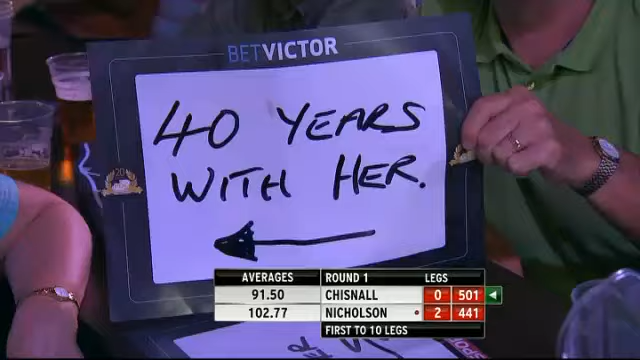 BETVICTOR
40 YEARS
WITH HER.
20
AVERAGES ROUND 1 LEGS
91.50 CHISNALL 0 501
102.77 NICHOLSON 2 441
FIRST TO 10 LEGS